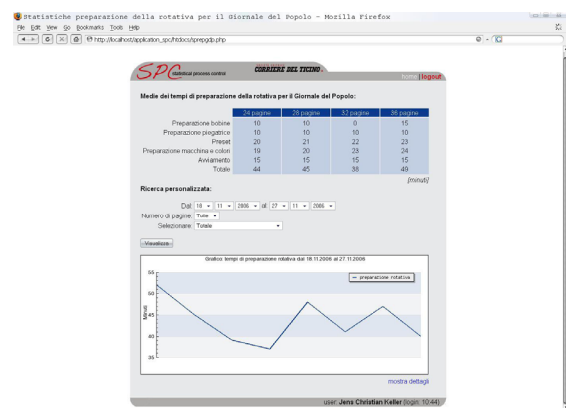 Statistiche preparazione della rotativa per il Giornale del Popolo - Mozilla Firefox
File Edit View Go Bookmarks Tools Help
http://localhost/application_spc/htdocs/sprepgdp.php
SPC statistical process control CORRIERE DEL TICINO
home | logout
Medie dei tempi di preparazione della rotativa per il Giornale del Popolo:
24 pagine 28 pagine 32 pagine 36 pagine
Preparazione bobine 10 10 0 15
Preparazione piegatrice 10 10 10 10
Preset 20 21 22 23
Preparazione macchina e colori 19 20 23 24
Avviamento 15 15 15 15
Totale 44 45 38 49
[minuti]
Ricerca personalizzata:
Dal: 18 11 2006 al: 27 11 2006
Numero di pagine: Tutte
Selezionare: Totale
Visualizza
Grafico: tempi di preparazione rotativa dal 18.11.2006 al 27.11.2006
preparazione rotativa
Minuti
55
50
45
40
35
mostra dettagli
user: Jens Christian Keller (login: 10:44)